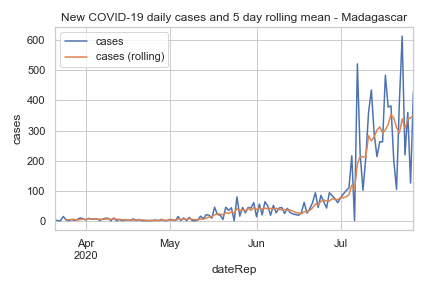 New COVID-19 daily cases and 5 day rolling mean - Madagascar
cases
cases (rolling)
600
500
400
300
200
100
0
cases
Apr
2020
May
Jun
Jul
dateRep